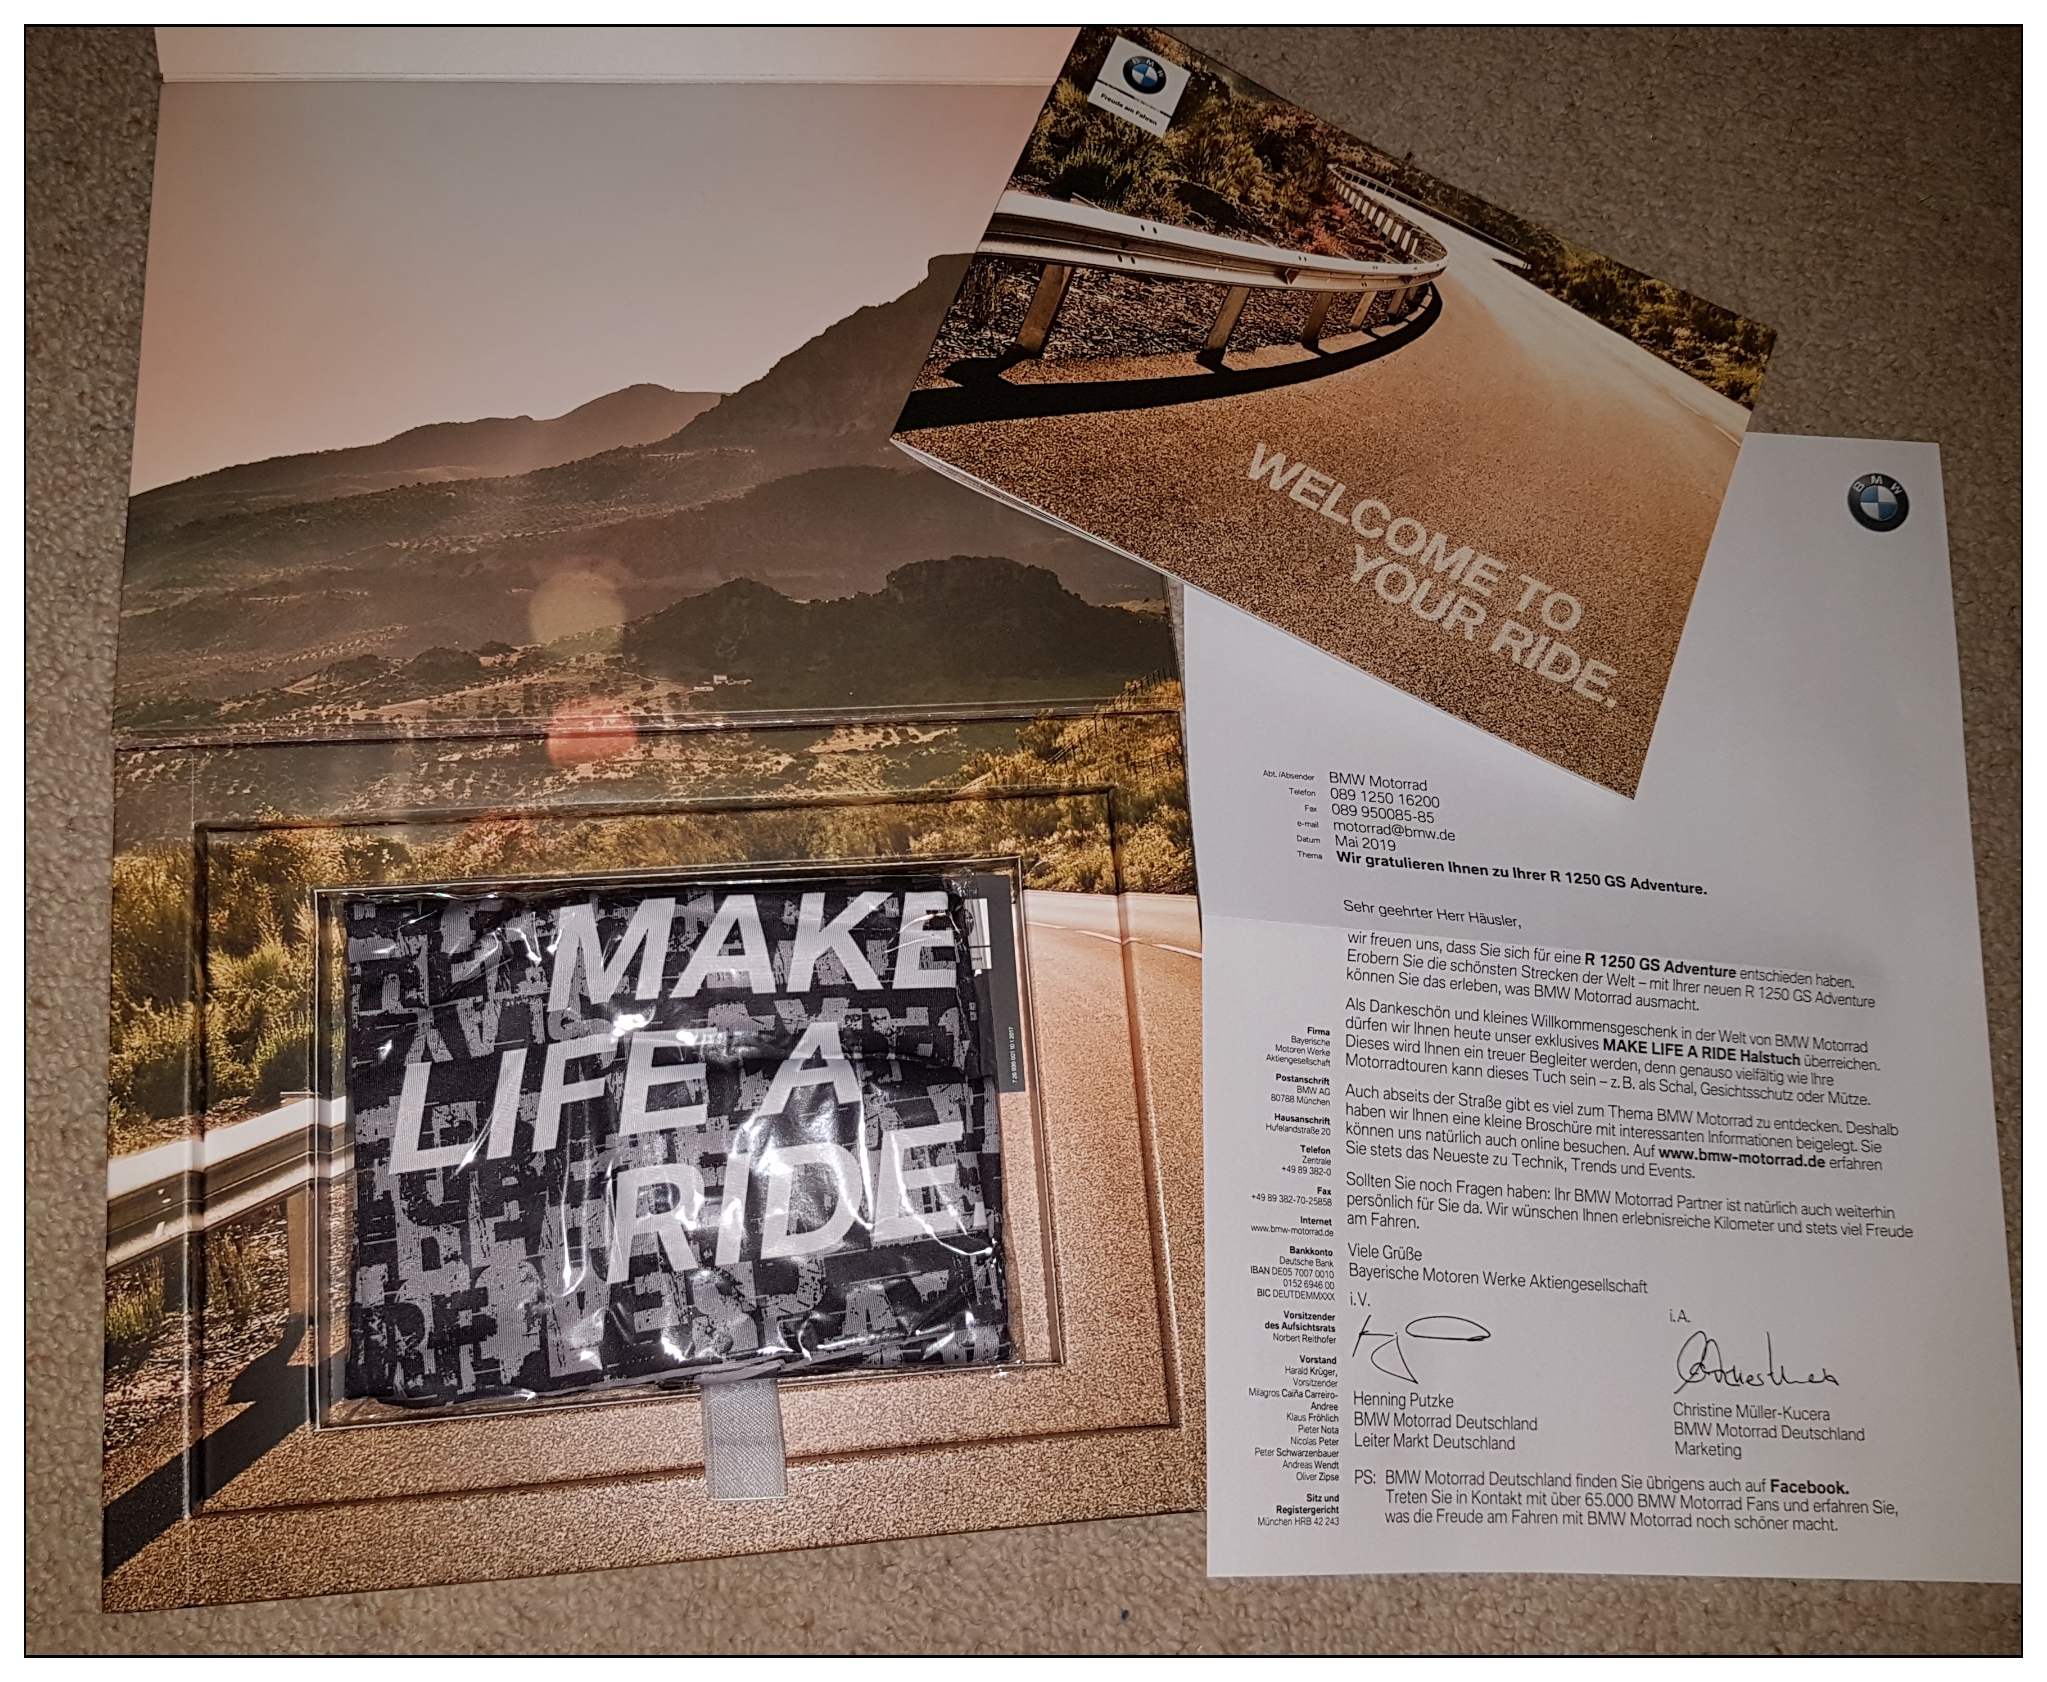 BMW
Freude am Fahren
WELCOME TO
YOUR RIDE.
MAKE
LIFE A
RIDE.
BMW
Abt./Absender BMW Motorrad
Telefon 089 1250 16200
Fax 089 950085-85
e-mail motorrad@bmw.de
Datum Mai 2019
Thema Wir gratulieren Ihnen zu Ihrer R 1250 GS Adventure.
Sehr geehrter Herr Häusler,
wir freuen uns, dass Sie sich für eine R 1250 GS Adventure entschieden haben.
Erobern Sie die schönsten Strecken der Welt – mit Ihrer neuen R 1250 GS Adventure
können Sie das erleben, was BMW Motorrad ausmacht.
Als Dankeschön und kleines Willkommensgeschenk in der Welt von BMW Motorrad
dürfen wir Ihnen heute unser exklusives MAKE LIFE A RIDE Halstuch überreichen.
Dieses wird Ihnen ein treuer Begleiter werden, denn genauso vielfältig wie Ihre
Motorradtouren kann dieses Tuch sein – z. B. als Schal, Gesichtsschutz oder Mütze.
Auch abseits der Straße gibt es viel zum Thema BMW Motorrad zu entdecken. Deshalb
haben wir Ihnen eine kleine Broschüre mit interessanten Informationen beigelegt. Sie
können uns natürlich auch online besuchen. Auf www.bmw-motorrad.de erfahren
Sie stets das Neueste zu Technik, Trends und Events.
Sollten Sie noch Fragen haben: Ihr BMW Motorrad Partner ist natürlich auch weiterhin
persönlich für Sie da. Wir wünschen Ihnen erlebnisreiche Kilometer und stets viel Freude
am Fahren.
Viele Grüße
Bayerische Motoren Werke Aktiengesellschaft
i.V.
i.A.
Henning Putzke
BMW Motorrad Deutschland
Leiter Markt Deutschland
Christine Müller-Kucera
BMW Motorrad Deutschland
Marketing
PS: BMW Motorrad Deutschland finden Sie übrigens auch auf Facebook.
Treten Sie in Kontakt mit über 65.000 BMW Motorrad Fans und erfahren Sie,
was die Freude am Fahren mit BMW Motorrad noch schöner macht.
Firma
Bayerische
Motoren Werke
Aktiengesellschaft
Postanschrift
BMW AG
80788 München
Hausanschrift
Hufelandstraße 20
Telefon
Zentrale
+49 89 382-0
Fax
+49 89 382-70-25858
Internet
www.bmw-motorrad.de
Bankkonto
Deutsche Bank
IBAN DE05 7007 0010
0152 6946 00
BIC DEUTDEMMXXX
Vorsitzender
des Aufsichtsrats
Norbert Reithofer
Vorstand
Harald Krüger,
Vorsitzender
Milagros Caiña Carreiro-
Andree
Klaus Fröhlich
Pieter Nota
Nicolas Peter
Peter Schwarzenbauer
Andreas Wendt
Oliver Zipse
Sitz und
Registergericht
München HRB 42 243